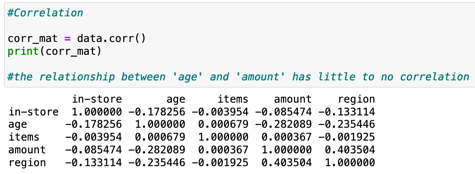 #Correlation
corr_mat = data.corr()
print(corr_mat)
#the relationship between 'age' and 'amount' has little to no correlation
in-store age items amount region
in-store 1.000000 -0.178256 -0.003954 -0.085474 -0.133114
age -0.178256 1.000000 0.000679 -0.282089 -0.235446
items -0.003954 0.000679 1.000000 0.000367 -0.001925
amount -0.085474 -0.282089 0.000367 1.000000 0.403504
region -0.133114 -0.235446 -0.001925 0.403504 1.000000